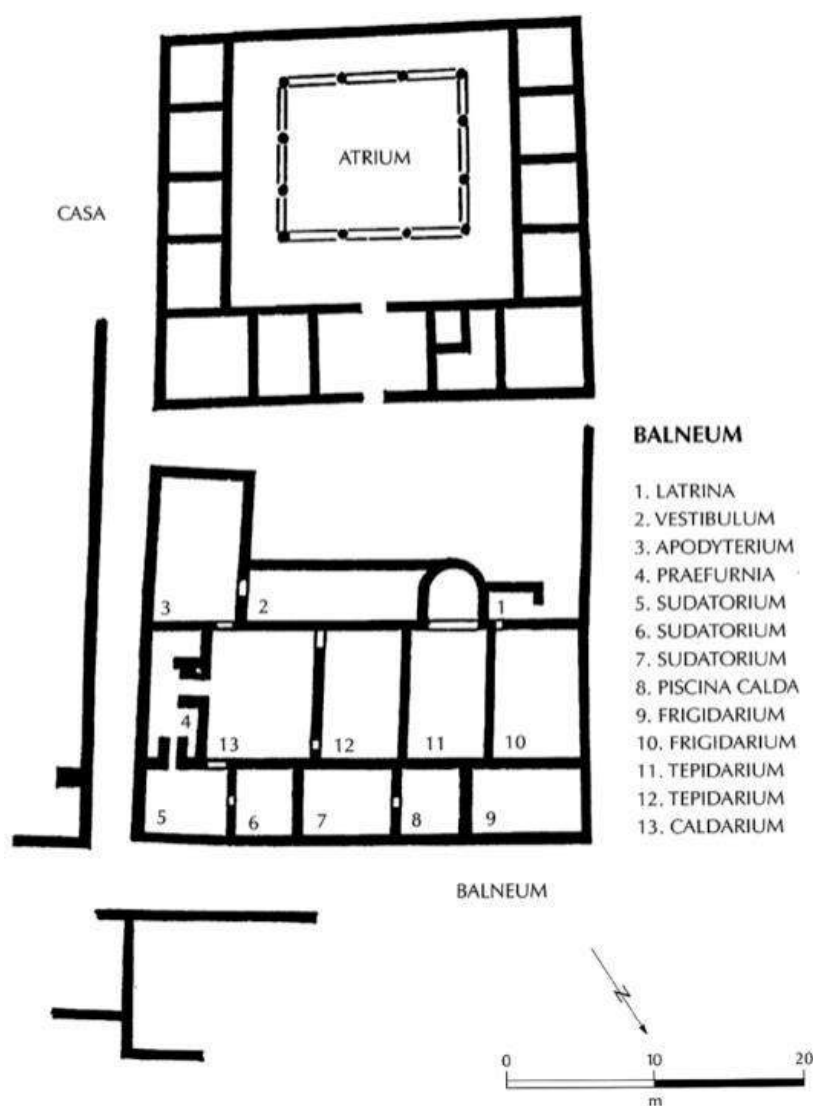 ATRIUM
CASA
BALNEUM
1. LATRINA
2. VESTIBULUM
3. APODYTERIUM
4. PRAEFURNIA
5. SUDATORIUM
6. SUDATORIUM
7. SUDATORIUM
8. PISCINA CALDA
9. FRIGIDARIUM
10. FRIGIDARIUM
11. TEPIDARIUM
12. TEPIDARIUM
13. CALDARIUM
3 2 1
4 13 12 11 10
5 6 7 8 9
BALNEUM
N
0 10 20
m